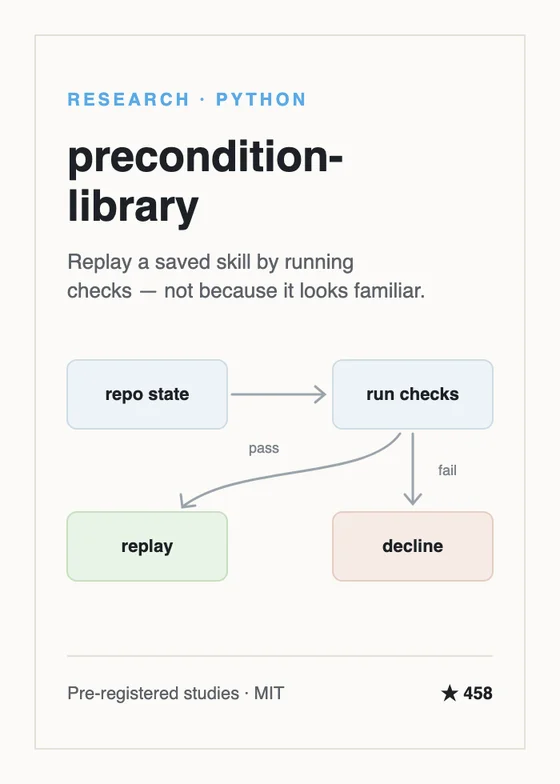 RESEARCH · PYTHON
precondition-
library
Replay a saved skill by running
checks — not because it looks familiar.
repo state
run checks
pass
fail
replay
decline
Pre-registered studies · MIT
★ 458